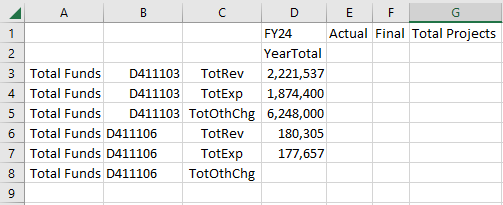 A B C D E F G
1 FY24 Actual Final Total Projects
2 YearTotal
3 Total Funds D411103 TotRev 2,221,537
4 Total Funds D411103 TotExp 1,874,400
5 Total Funds D411103 TotOthChg 6,248,000
6 Total Funds D411106 TotRev 180,305
7 Total Funds D411106 TotExp 177,657
8 Total Funds D411106 TotOthChg
9